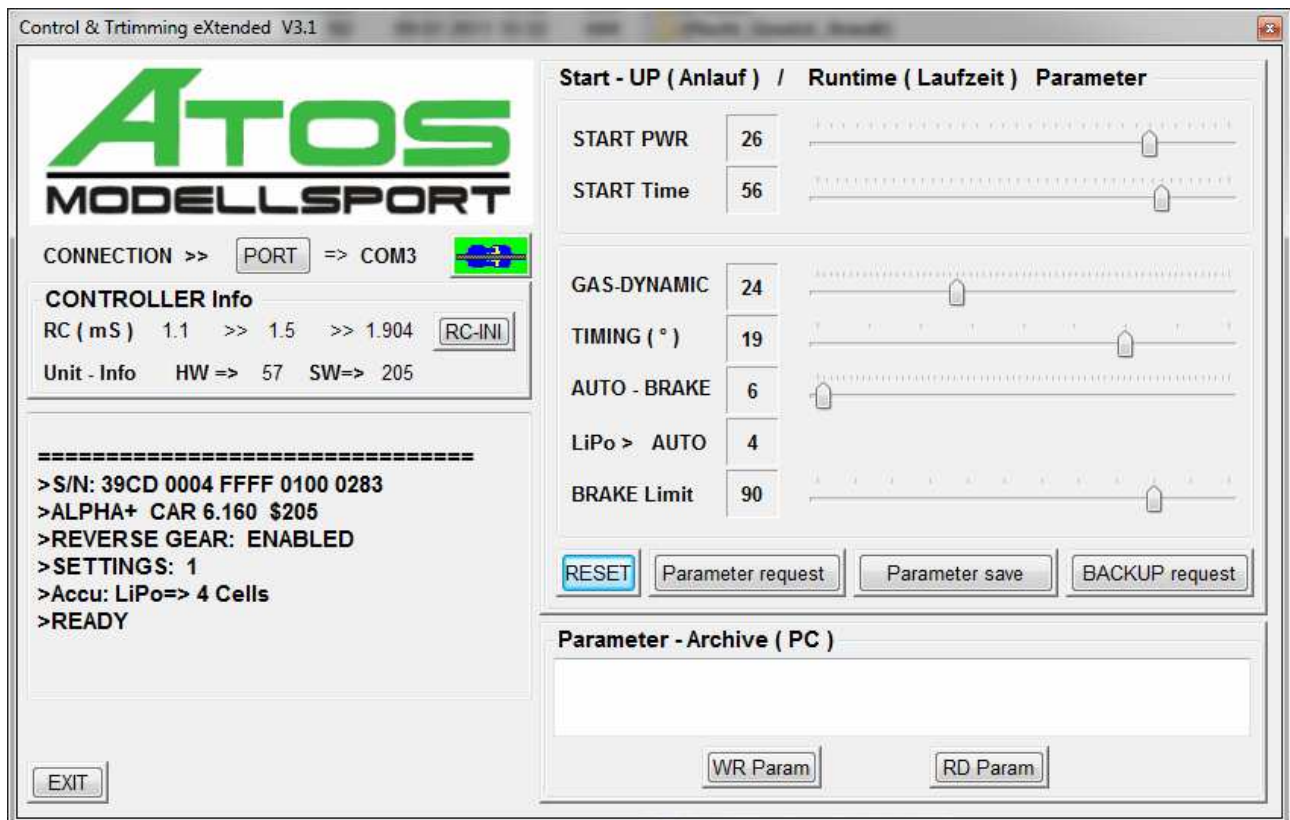 Control & Trtimming eXtended V3.1
ATOS
MODELLSPORT
CONNECTION >> PORT => COM3
CONTROLLER Info
RC ( mS ) 1.1 >> 1.5 >> 1.904 RC-INI
Unit - Info HW => 57 SW=> 205
=================================
>S/N: 39CD 0004 FFFF 0100 0283
>ALPHA+ CAR 6.160 $205
>REVERSE GEAR: ENABLED
>SETTINGS: 1
>Accu: LiPo=> 4 Cells
>READY
EXIT
Start - UP ( Anlauf ) / Runtime ( Laufzeit ) Parameter
START PWR 26
START Time 56
GAS-DYNAMIC 24
TIMING ( ° ) 19
AUTO - BRAKE 6
LiPo > AUTO 4
BRAKE Limit 90
RESET Parameter request Parameter save BACKUP request
Parameter - Archive ( PC )
WR Param RD Param